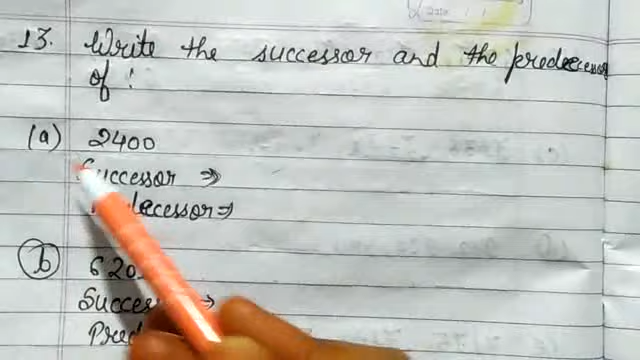 13. Write the successor and the predecessor
of :
(a) 2400
Successor ⇒
Predecessor ⇒
(b)
Successor ⇒